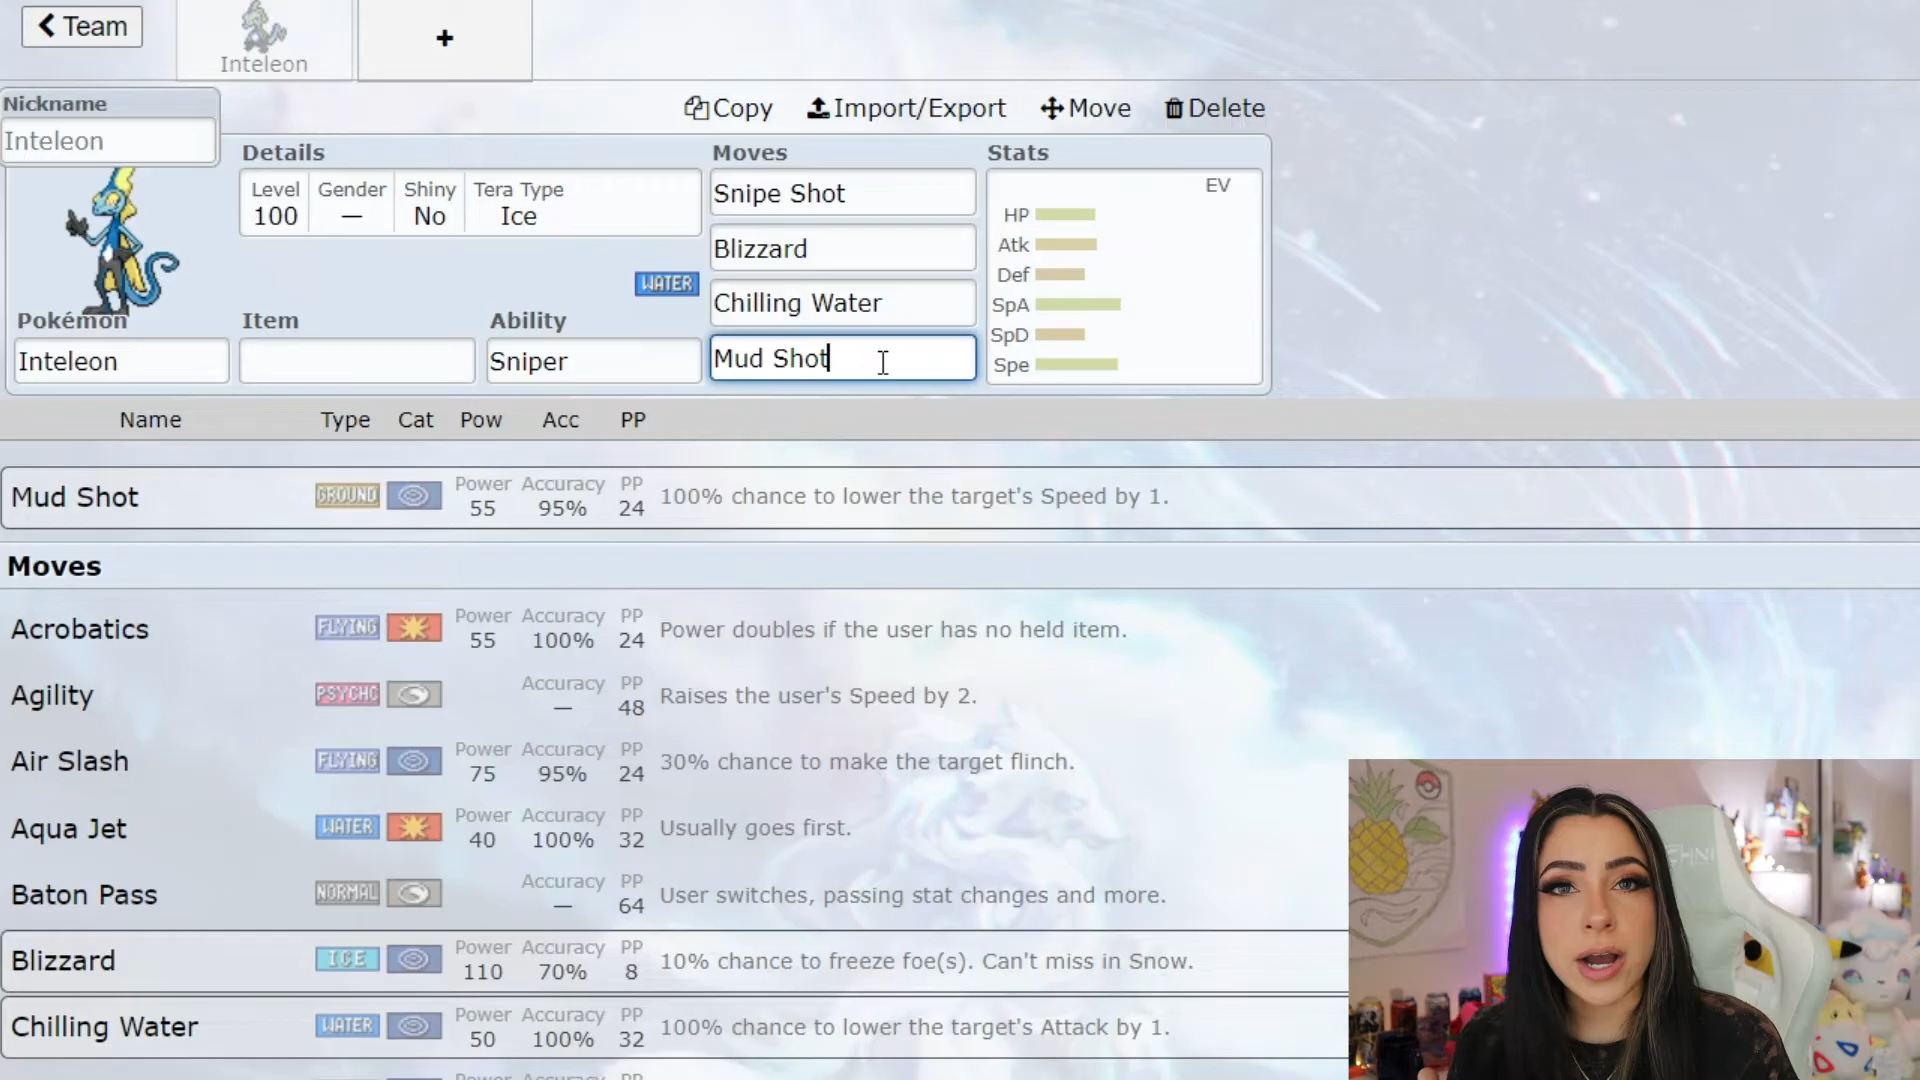 Team
Inteleon
+
Nickname
Inteleon
Copy Import/Export Move Delete
Details Moves Stats
Level Gender Shiny Tera Type
100 — No Ice
Snipe Shot
Blizzard
Chilling Water
Mud Shot
EV
HP
Atk
Def
SpA
SpD
Spe
WATER
Pokémon Item Ability
Inteleon Sniper
Name Type Cat Pow Acc PP
Mud Shot GROUND Power 55 Accuracy 95% PP 24 100% chance to lower the target's Speed by 1.
Moves
Acrobatics FLYING Power 55 Accuracy 100% PP 24 Power doubles if the user has no held item.
Agility PSYCHC Accuracy — PP 48 Raises the user's Speed by 2.
Air Slash FLYING Power 75 Accuracy 95% PP 24 30% chance to make the target flinch.
Aqua Jet WATER Power 40 Accuracy 100% PP 32 Usually goes first.
Baton Pass NORMAL Accuracy — PP 64 User switches, passing stat changes and more.
Blizzard ICE Power 110 Accuracy 70% PP 8 10% chance to freeze foe(s). Can't miss in Snow.
Chilling Water WATER Power 50 Accuracy 100% PP 32 100% chance to lower the target's Attack by 1.